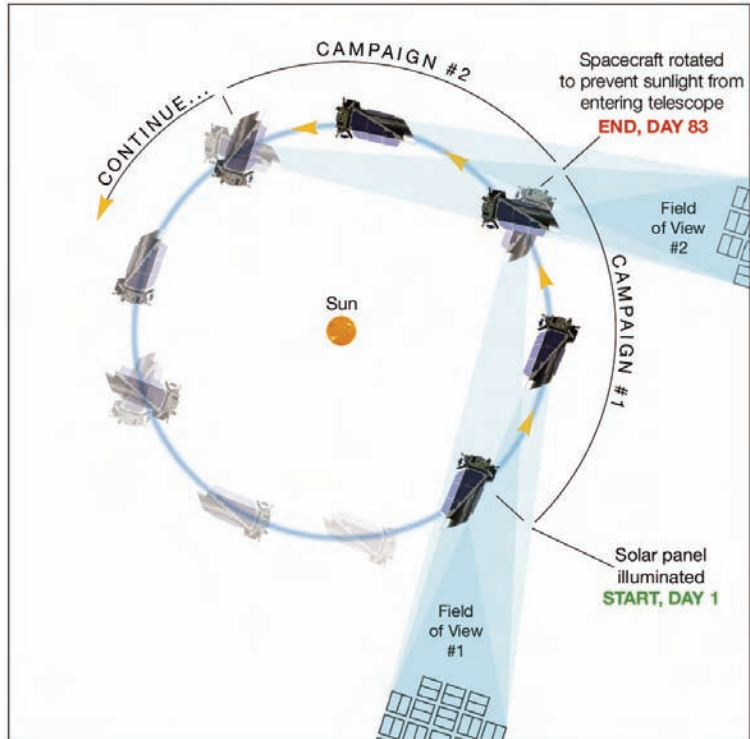 CAMPAIGN #2
Spacecraft rotated
to prevent sunlight from
entering telescope
END, DAY 83
CONTINUE...
Field
of View
#2
CAMPAIGN #1
Sun
Solar panel
illuminated
START, DAY 1
Field
of View
#1